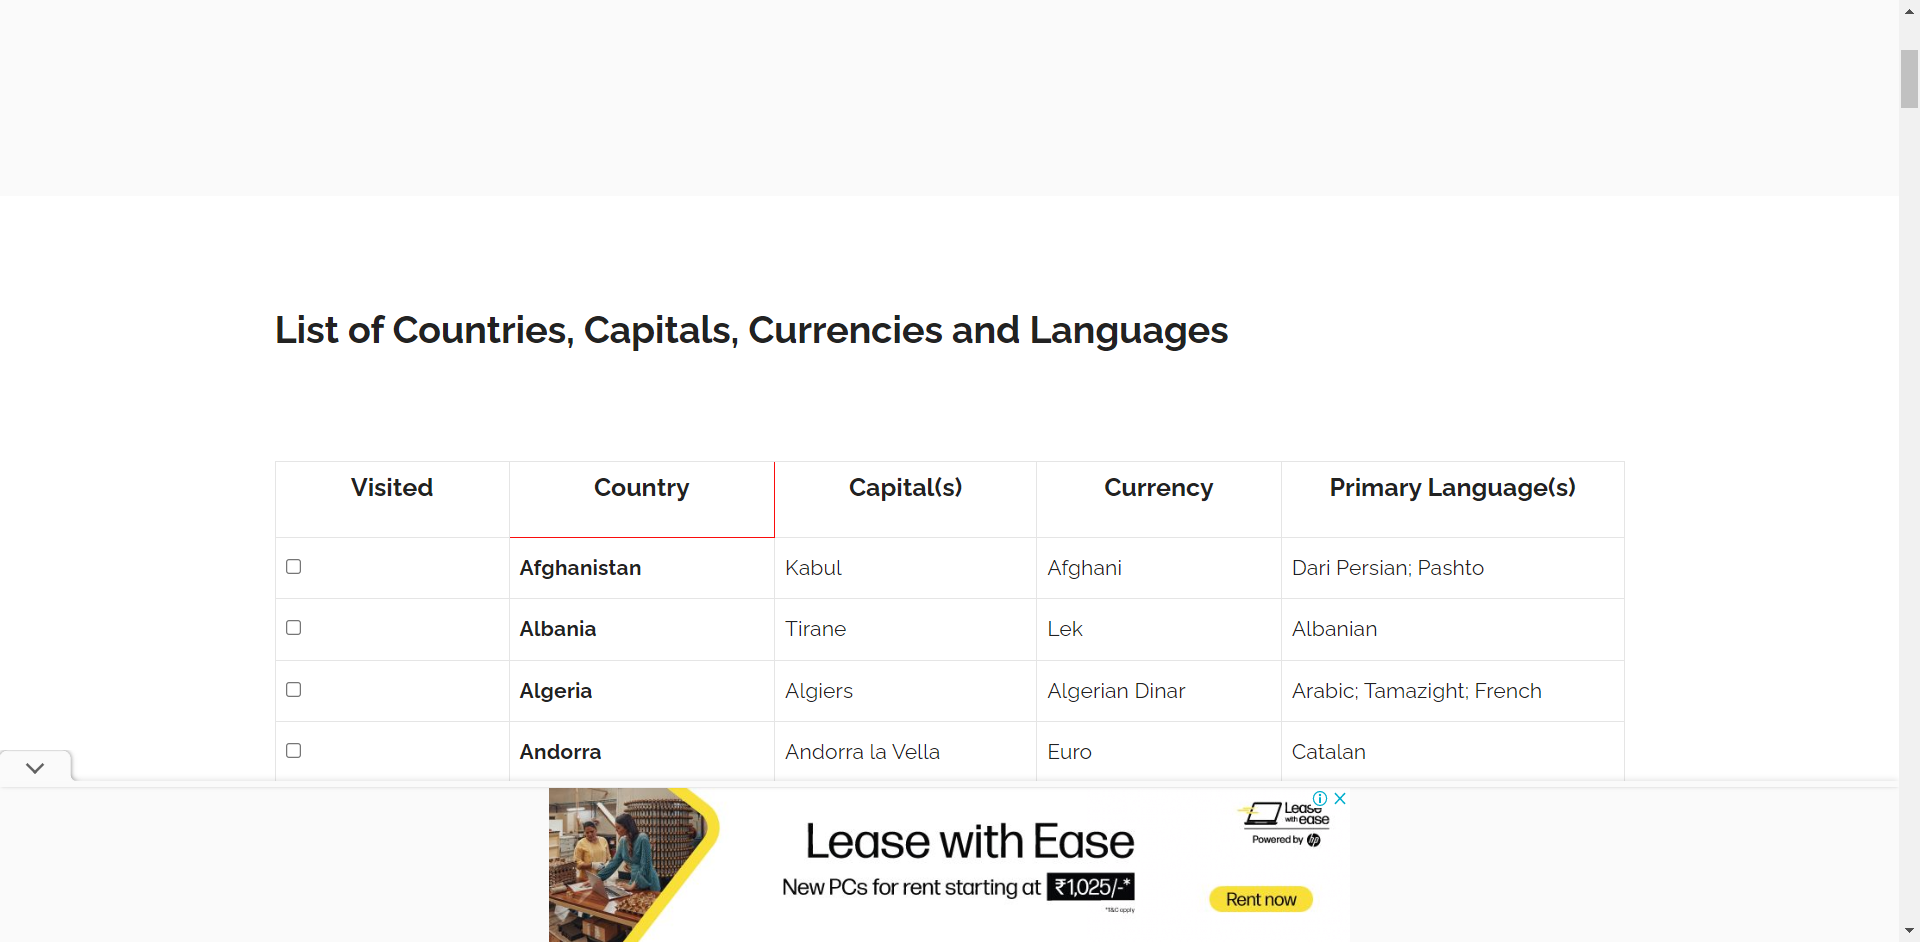 List of Countries, Capitals, Currencies and Languages
Visited Country Capital(s) Currency Primary Language(s)
Afghanistan Kabul Afghani Dari Persian; Pashto
Albania Tirane Lek Albanian
Algeria Algiers Algerian Dinar Arabic; Tamazight; French
Andorra Andorra la Vella Euro Catalan
Lease with Ease
New PCs for rent starting at ₹1,025/-*
*T&C apply
Lease
with ease
Powered by hp
Rent now